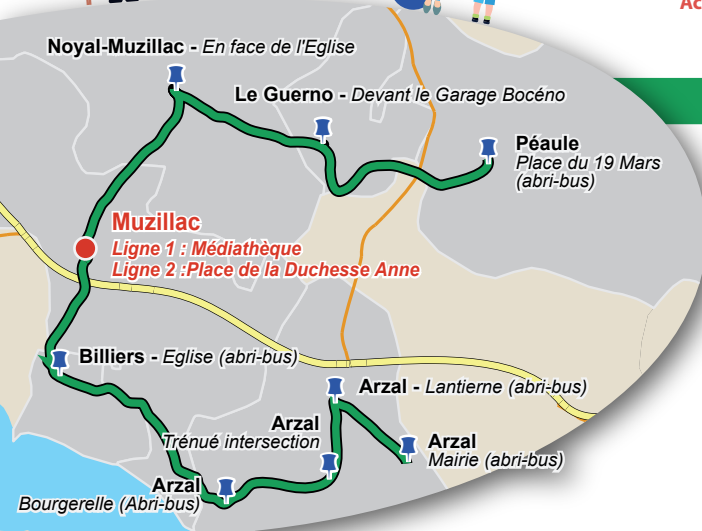 Ac
Noyal-Muzillac - En face de l'Eglise
Le Guerno - Devant le Garage Bocéno
Péaule
Place du 19 Mars
(abri-bus)
Muzillac
Ligne 1 : Médiathèque
Ligne 2 :Place de la Duchesse Anne
Billiers - Eglise (abri-bus)
Arzal - Lantierne (abri-bus)
Arzal
Trénué intersection
Arzal
Mairie (abri-bus)
Arzal
Bourgerelle (Abri-bus)